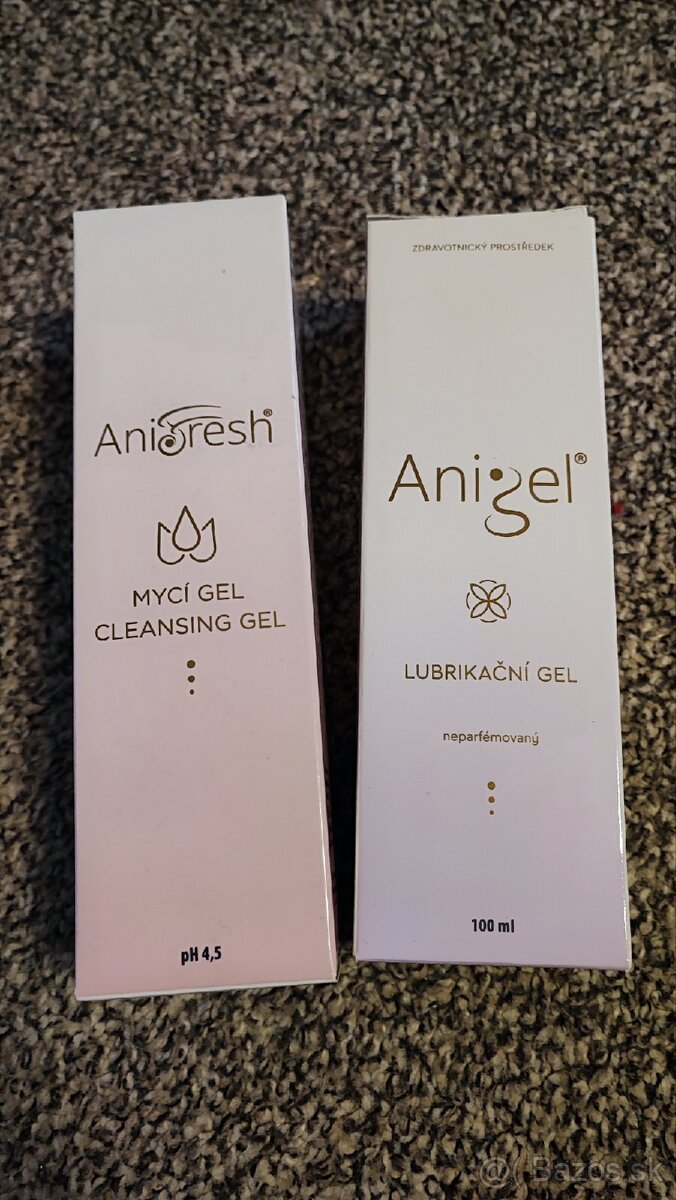 Anifresh®
MYCÍ GEL
CLEANSING GEL
pH 4,5
ZDRAVOTNICKÝ PROSTŘEDEK
Anigel®
LUBRIKAČNÍ GEL
neparfémovaný
100 ml
Bazos.sk